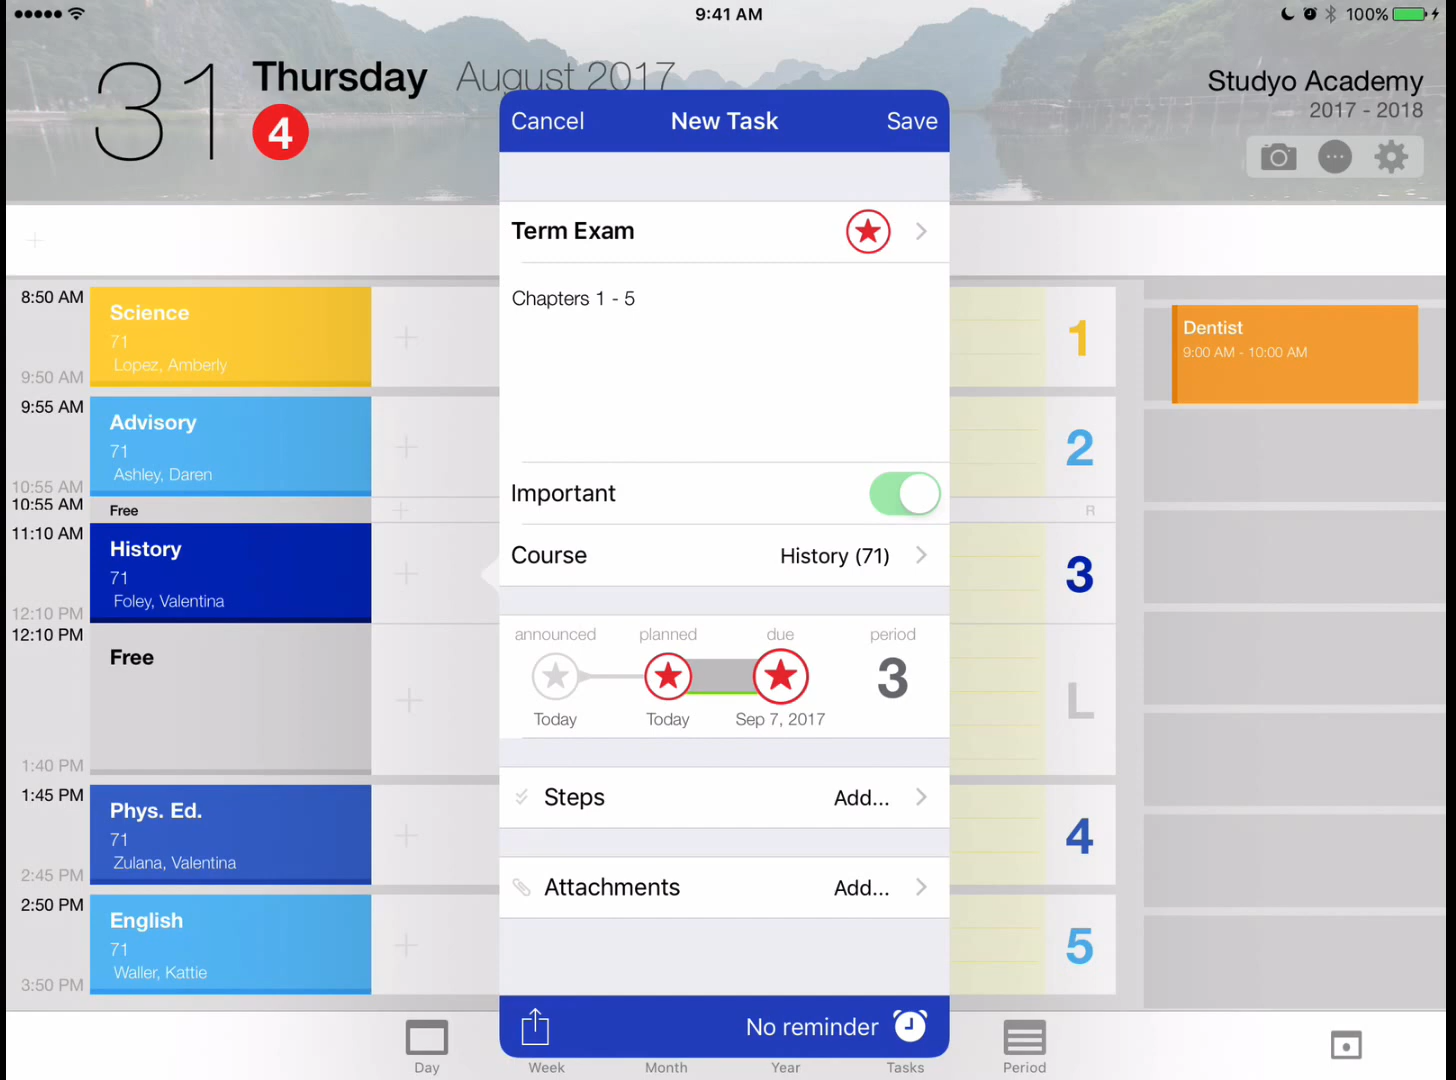 9:41 AM
100%
31
Thursday August 2017
4
Studyo Academy
2017 - 2018
Cancel
New Task
Save
Term Exam
Chapters 1 - 5
Important
Course
History (71)
announced
planned
due
period
3
Today
Today
Sep 7, 2017
Steps
Add...
Attachments
Add...
No reminder
8:50 AM
Science
71
Lopez, Amberly
9:50 AM
1
9:55 AM
Advisory
71
Ashley, Daren
10:55 AM
2
10:55 AM
Free
R
11:10 AM
History
71
Foley, Valentina
12:10 PM
3
12:10 PM
Free
1:40 PM
L
1:45 PM
Phys. Ed.
71
Zulana, Valentina
2:45 PM
4
2:50 PM
English
71
Waller, Kattie
3:50 PM
5
Dentist
9:00 AM - 10:00 AM
Day
Week
Month
Year
Tasks
Period